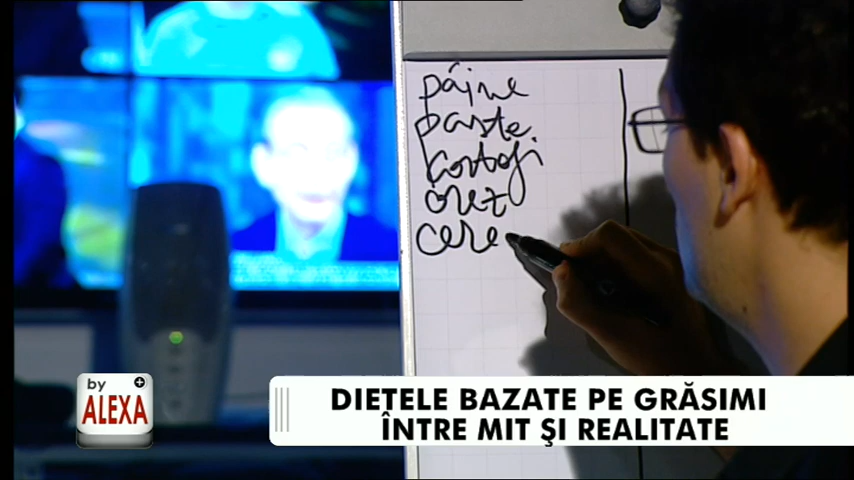 pâine
paste
cartofi
orez
cere
by
ALEXA
DIETELE BAZATE PE GRĂSIMI
ÎNTRE MIT ŞI REALITATE